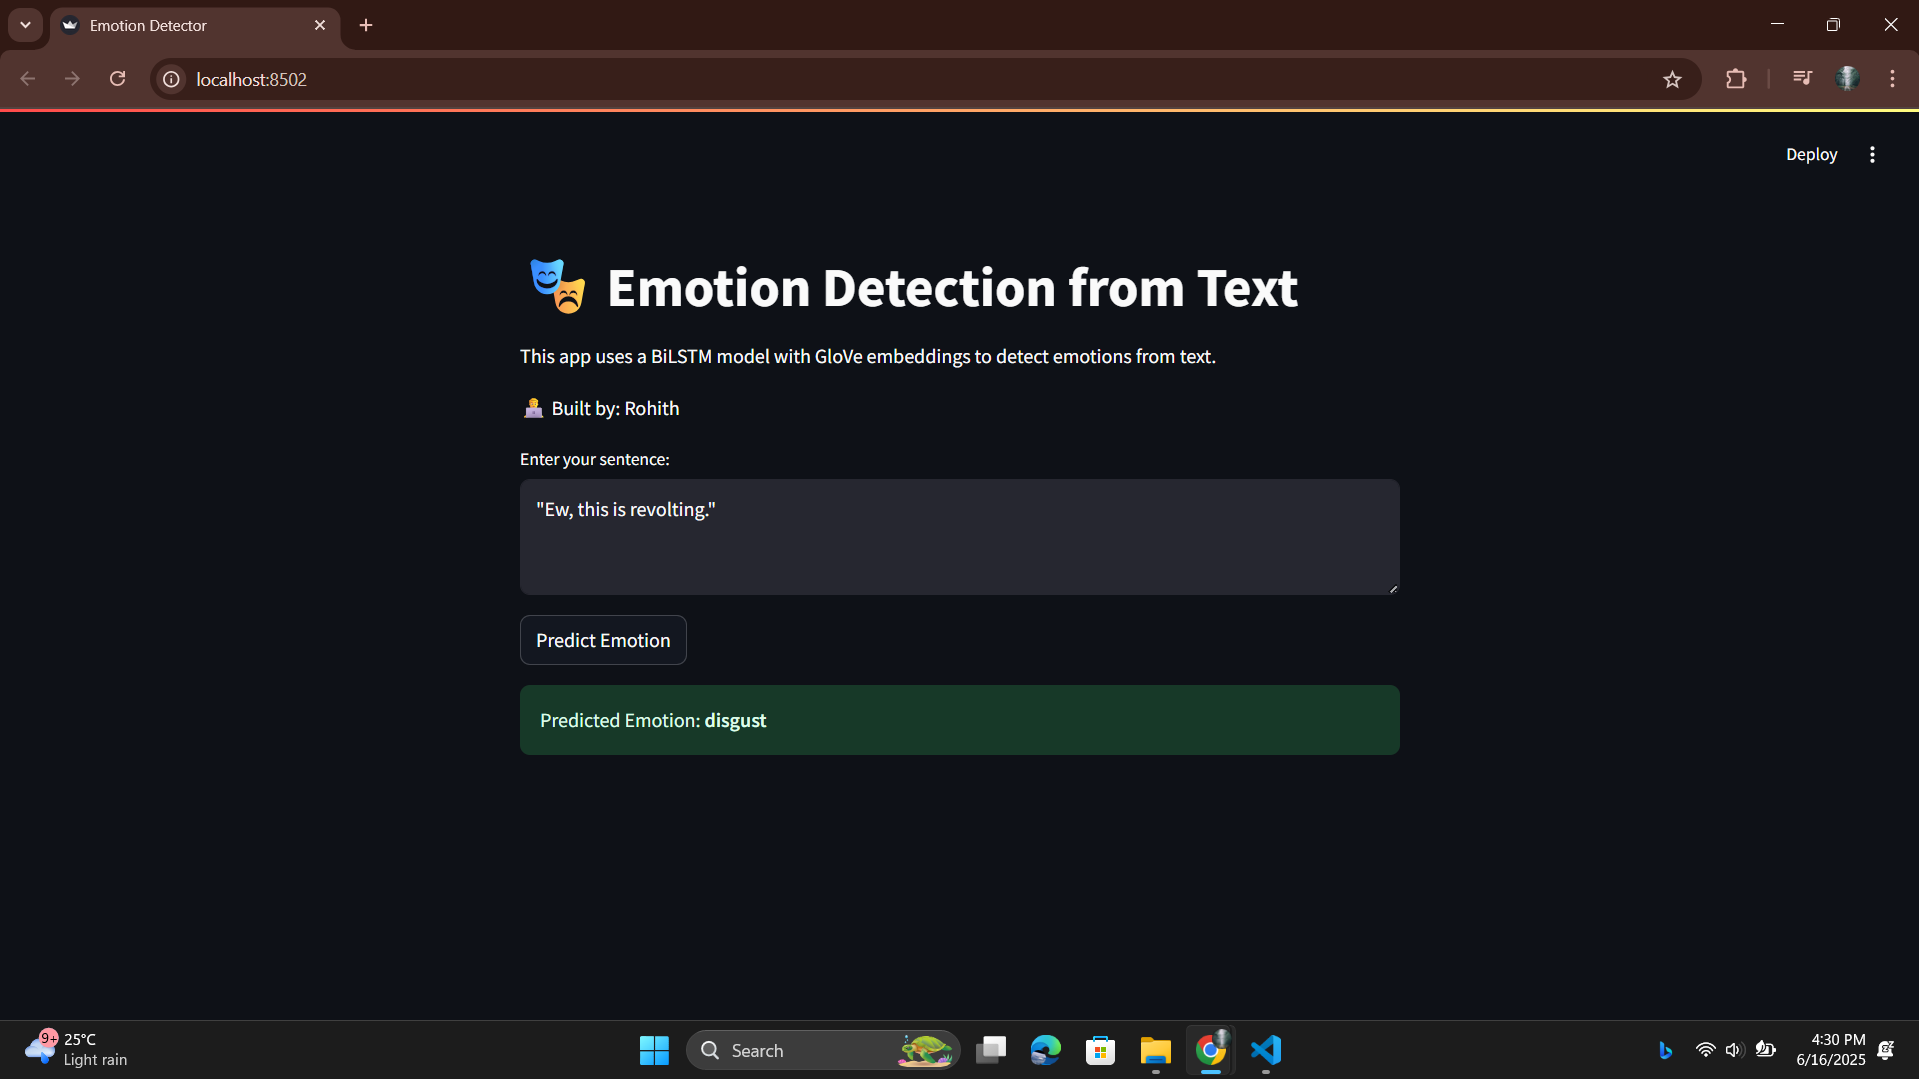 Emotion Detector
localhost:8502
Deploy
Emotion Detection from Text
This app uses a BiLSTM model with GloVe embeddings to detect emotions from text.
Built by: Rohith
Enter your sentence:
"Ew, this is revolting."
Predict Emotion
Predicted Emotion: disgust
9+
25°C
Light rain
Search
4:30 PM
6/16/2025